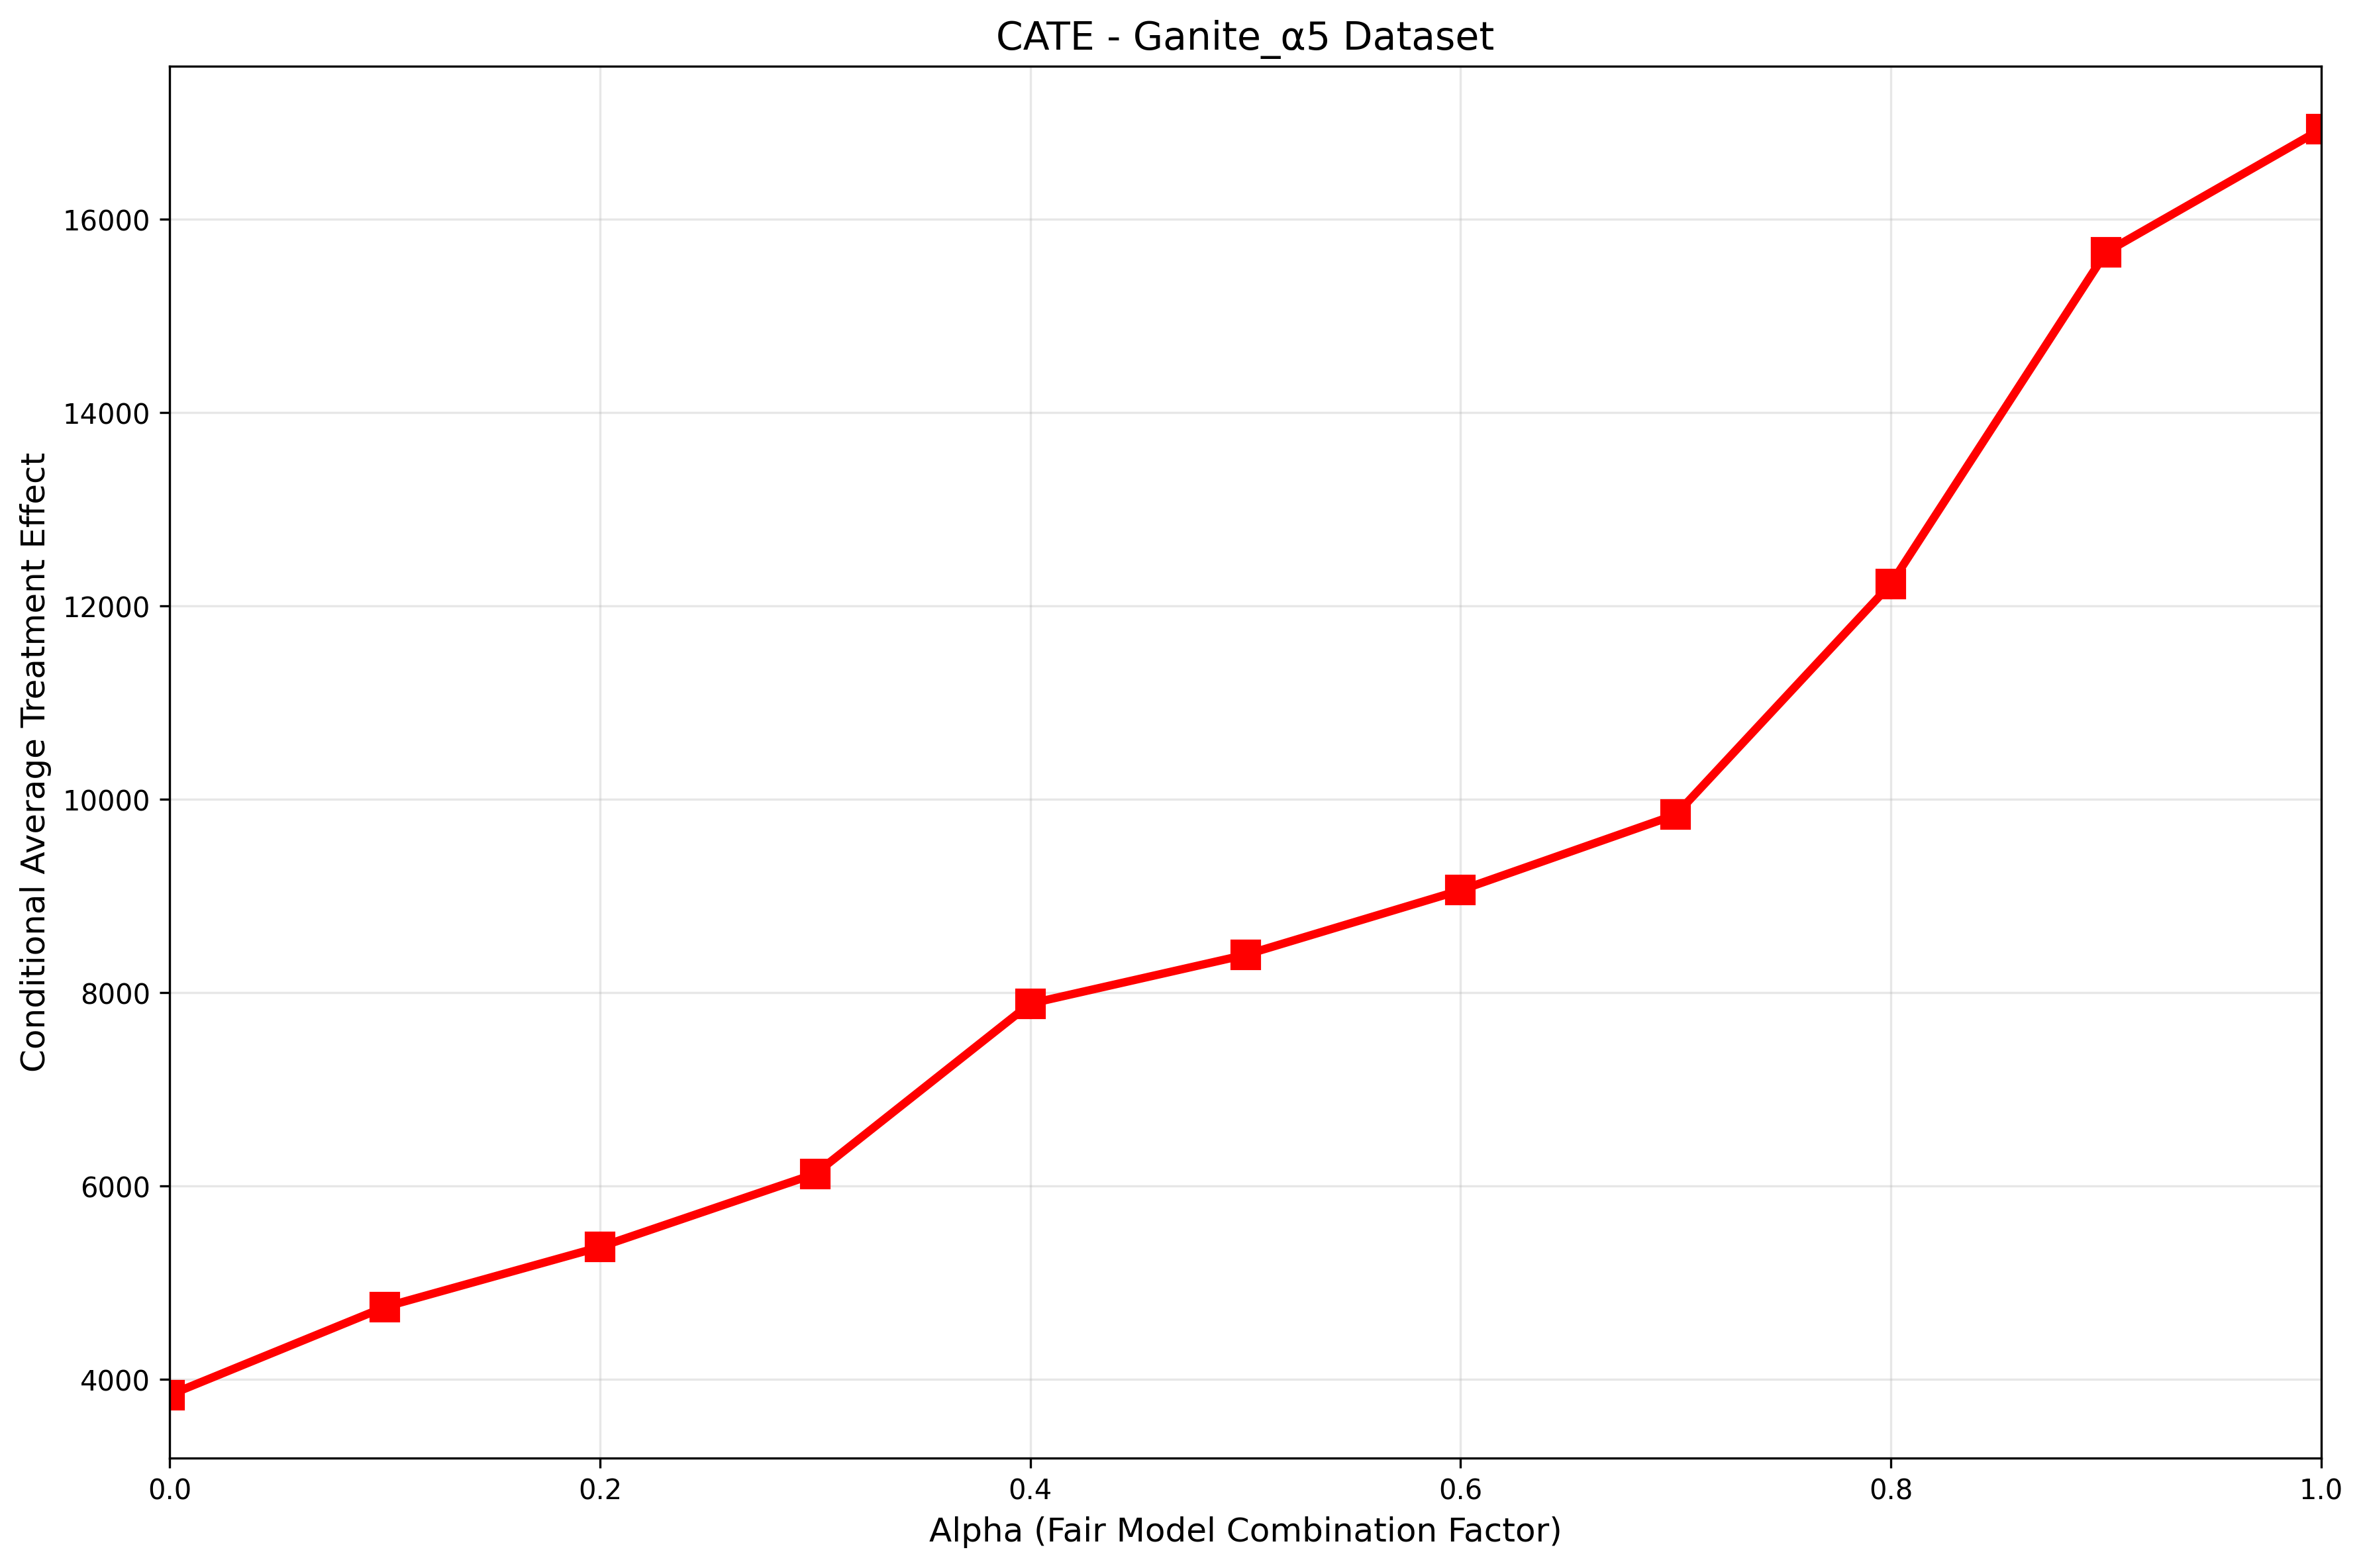 CATE - Ganite_α5 Dataset
Conditional Average Treatment Effect
16000
14000
12000
10000
8000
6000
4000
0.0 0.2 0.4 0.6 0.8 1.0
Alpha (Fair Model Combination Factor)